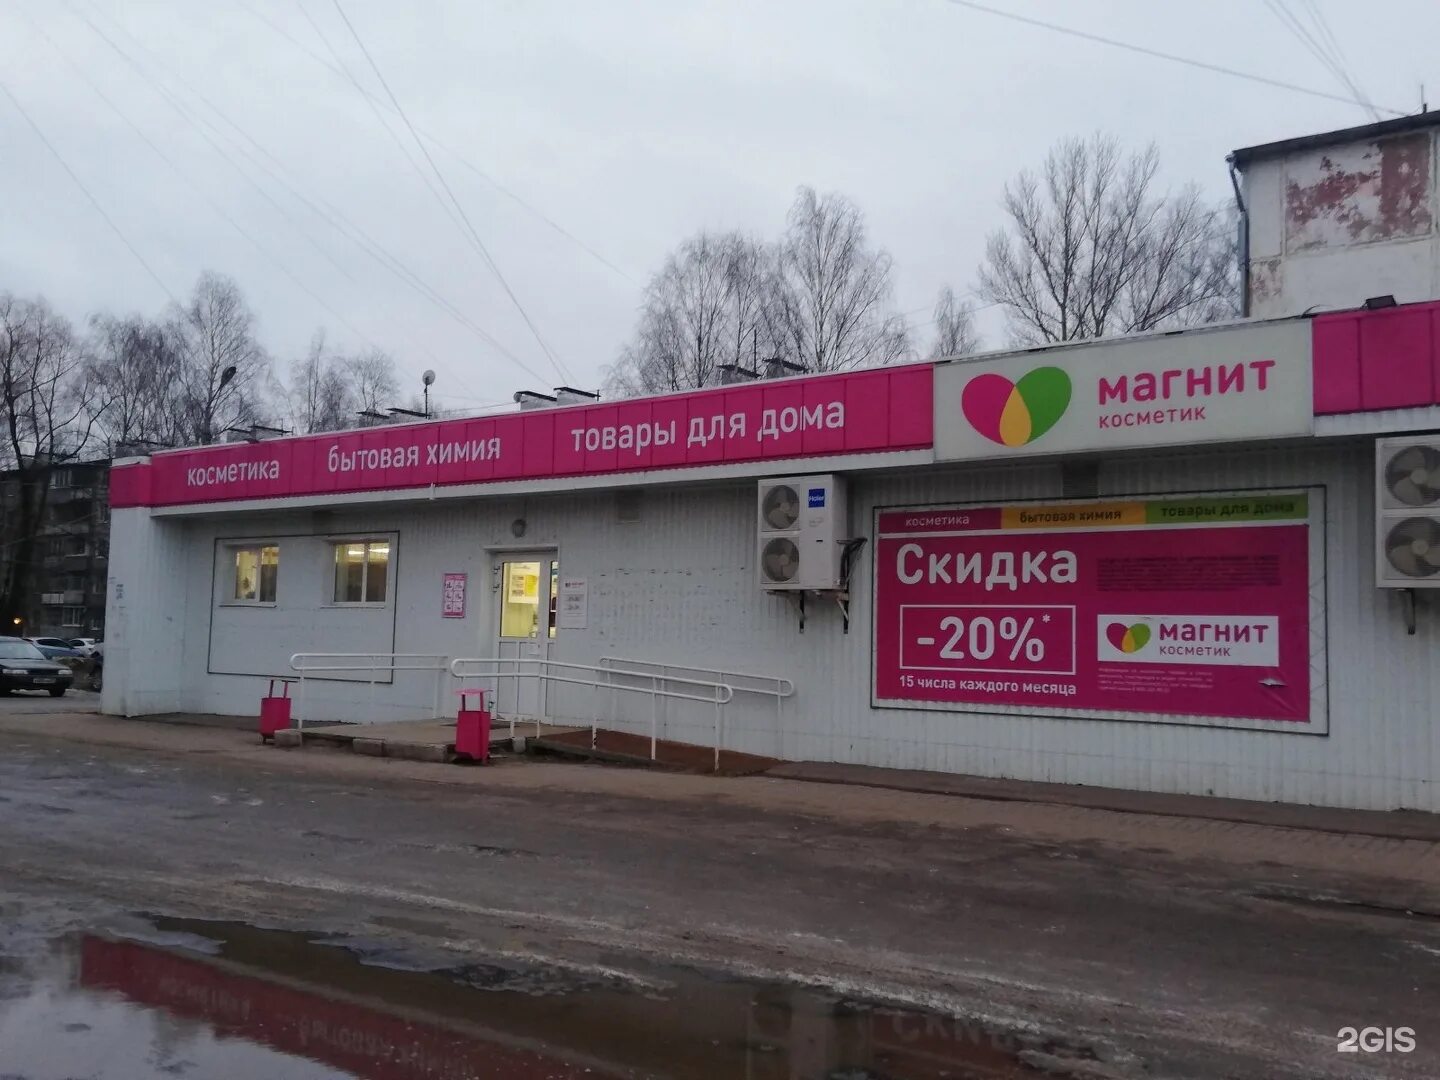 косметика бытовая химия товары для дома
магнит
косметик
Haier
косметика бытовая химия товары для дома
Скидка
-20%*
15 числа каждого месяца
магнит
косметик
2GIS